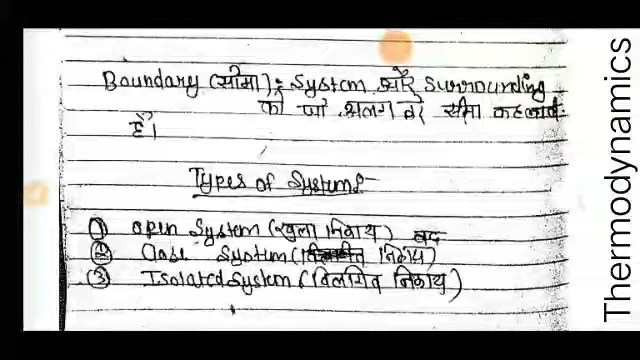 Boundary (सीमा) : System और Surrounding
को जो अलग करे सीमा कहलाते
हैं।
Types of System:-
① open System (खुला निकाय) बंद
② Close System ( निकाय)
③ Isolated System (विलगित निकाय)
Thermodynamics